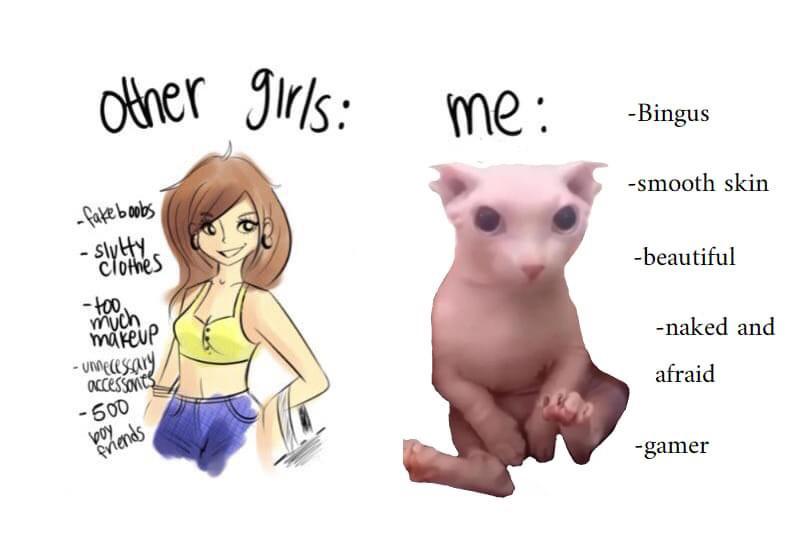 other girls:
-fake boobs
-slutty
clothes
-too
much
makeup
-unnecessary
accessories
-500
boy
friends
me:
-Bingus
-smooth skin
-beautiful
-naked and
afraid
-gamer